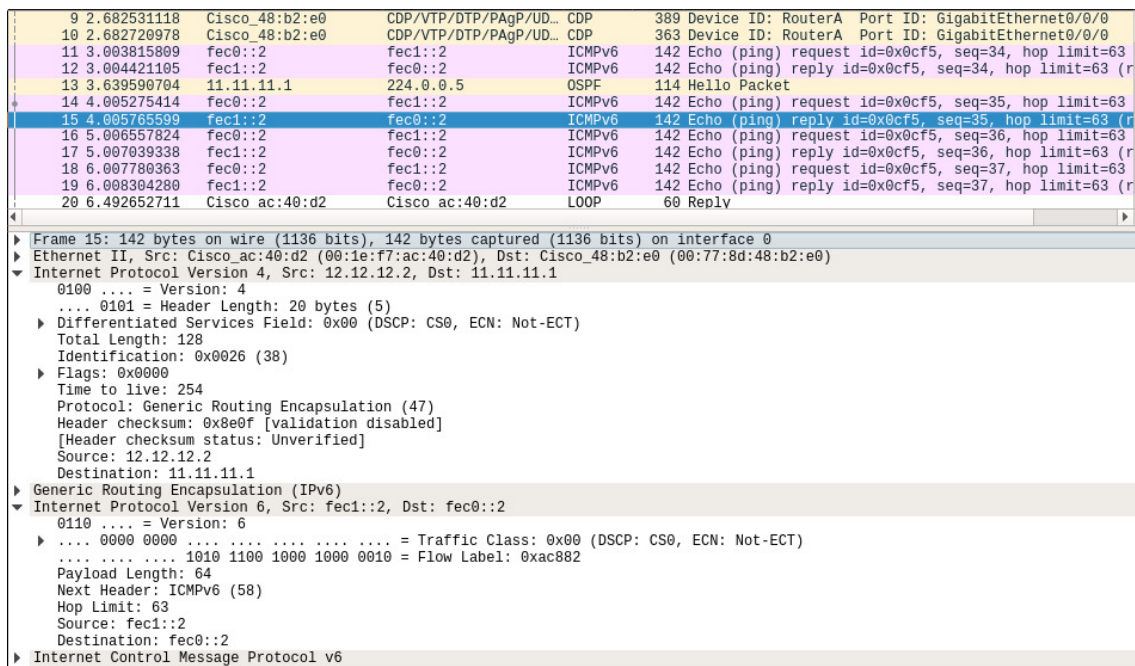 9 2.682531118 Cisco_48:b2:e0 CDP/VTP/DTP/PAgP/UD… CDP 389 Device ID: RouterA Port ID: GigabitEthernet0/0/0
10 2.682720978 Cisco_48:b2:e0 CDP/VTP/DTP/PAgP/UD… CDP 363 Device ID: RouterA Port ID: GigabitEthernet0/0/0
11 3.003815809 fec0::2 fec1::2 ICMPv6 142 Echo (ping) request id=0x0cf5, seq=34, hop limit=63
12 3.004421105 fec1::2 fec0::2 ICMPv6 142 Echo (ping) reply id=0x0cf5, seq=34, hop limit=63 (r
13 3.639590704 11.11.11.1 224.0.0.5 OSPF 114 Hello Packet
14 4.005275414 fec0::2 fec1::2 ICMPv6 142 Echo (ping) request id=0x0cf5, seq=35, hop limit=63
15 4.005765599 fec1::2 fec0::2 ICMPv6 142 Echo (ping) reply id=0x0cf5, seq=35, hop limit=63 (r
16 5.006557824 fec0::2 fec1::2 ICMPv6 142 Echo (ping) request id=0x0cf5, seq=36, hop limit=63
17 5.007039338 fec1::2 fec0::2 ICMPv6 142 Echo (ping) reply id=0x0cf5, seq=36, hop limit=63 (r
18 6.007780363 fec0::2 fec1::2 ICMPv6 142 Echo (ping) request id=0x0cf5, seq=37, hop limit=63
19 6.008304280 fec1::2 fec0::2 ICMPv6 142 Echo (ping) reply id=0x0cf5, seq=37, hop limit=63 (r
20 6.492652711 Cisco_ac:40:d2 Cisco_ac:40:d2 LOOP 60 Reply
Frame 15: 142 bytes on wire (1136 bits), 142 bytes captured (1136 bits) on interface 0
Ethernet II, Src: Cisco_ac:40:d2 (00:1e:f7:ac:40:d2), Dst: Cisco_48:b2:e0 (00:77:8d:48:b2:e0)
Internet Protocol Version 4, Src: 12.12.12.2, Dst: 11.11.11.1
0100 .... = Version: 4
.... 0101 = Header Length: 20 bytes (5)
Differentiated Services Field: 0x00 (DSCP: CS0, ECN: Not-ECT)
Total Length: 128
Identification: 0x0026 (38)
Flags: 0x0000
Time to live: 254
Protocol: Generic Routing Encapsulation (47)
Header checksum: 0x8e0f [validation disabled]
[Header checksum status: Unverified]
Source: 12.12.12.2
Destination: 11.11.11.1
Generic Routing Encapsulation (IPv6)
Internet Protocol Version 6, Src: fec1::2, Dst: fec0::2
0110 .... = Version: 6
.... 0000 0000 .... .... .... .... .... = Traffic Class: 0x00 (DSCP: CS0, ECN: Not-ECT)
.... .... .... 1010 1100 1000 1000 0010 = Flow Label: 0xac882
Payload Length: 64
Next Header: ICMPv6 (58)
Hop Limit: 63
Source: fec1::2
Destination: fec0::2
Internet Control Message Protocol v6